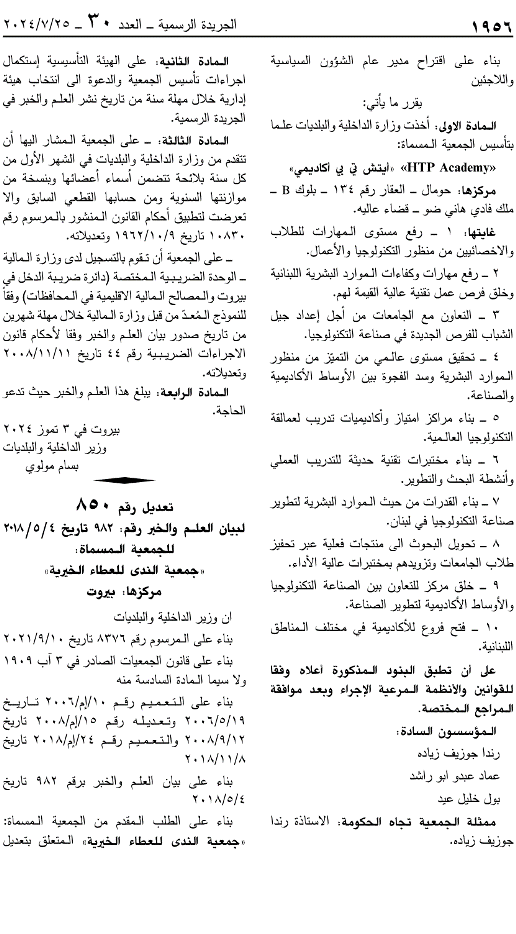 ١٩٥٦
الجريدة الرسمية – العدد ٣٠ – ٢٠٢٤/٧/٢٥
بناء على اقتراح مدير عام الشؤون السياسية
واللاجئين
يقرر ما يأتي:
المادة الاولى: أخذت وزارة الداخلية والبلديات علما
بتأسيس الجمعية المسماة:
«HTP Academy» «ايتش تي بي أكاديمي»
مركزها: حومال – العقار رقم ١٣٤ – بلوك B –
ملك فادي هاني ضو – قضاء عاليه.
غايتها: ١ – رفع مستوى المهارات للطلاب
والاخصائيين من منظور التكنولوجيا والأعمال.
٢ – رفع مهارات وكفاءات الموارد البشرية اللبنانية
وخلق فرص عمل نقنية عالية القيمة لهم.
٣ – التعاون مع الجامعات من أجل إعداد جيل
الشباب للفرص الجديدة في صناعة التكنولوجيا.
٤ – تحقيق مستوى عالمي من التميّز من منظور
الموارد البشرية وسد الفجوة بين الأوساط الأكاديمية
والصناعة.
٥ – بناء مراكز امتياز وأكاديميات تدريب لعمالقة
التكنولوجيا العالمية.
٦ – بناء مختبرات تقنية حديثة للتدريب العملي
وأنشطة البحث والتطوير.
٧ – بناء القدرات من حيث الموارد البشرية لتطوير
صناعة التكنولوجيا في لبنان.
٨ – تحويل البحوث الى منتجات فعلية عبر تحفيز
طلاب الجامعات وتزويدهم بمختبرات عالية الأداء.
٩ – خلق مركز للتعاون بين الصناعة التكنولوجيا
والأوساط الأكاديمية لتطوير الصناعة.
١٠ – فتح فروع للأكاديمية في مختلف المناطق
اللبنانية.
على أن تطبق البنود المذكورة أعلاه وفقا
للقوانين والأنظمة المرعية الإجراء وبعد موافقة
المراجع المختصة.
المؤسسون السادة:
رندا جوزيف زياده
عماد عبدو ابو راشد
بول خليل عيد
ممثلة الجمعية تجاه الحكومة: الاستاذة رندا
جوزيف زياده.
المادة الثانية: على الهيئة التأسيسية إستكمال
اجراءات تأسيس الجمعية والدعوة الى انتخاب هيئة
إدارية خلال مهلة سنة من تاريخ نشر العلم والخبر في
الجريدة الرسمية.
المادة الثالثة: – على الجمعية المشار اليها أن
تتقدم من وزارة الداخلية والبلديات في الشهر الأول من
كل سنة بلائحة تتضمن أسماء أعضائها وبنسخة من
موازنتها السنوية ومن حسابها القطعي السابق والا
تعرضت لتطبيق أحكام القانون المنشور بالمرسوم رقم
١٠٨٣٠ تاريخ ١٩٦٢/١٠/٩ وتعديلاته.
– على الجمعية أن تقوم بالتسجيل لدى وزارة المالية
– الوحدة الضريبية المختصة (دائرة ضريبة الدخل في
بيروت والمصالح المالية الاقليمية في المحافظات) وفقاً
للنموذج المُعدّ من قبل وزارة المالية خلال مهلة شهرين
من تاريخ صدور بيان العلم والخبر وفقا لأحكام قانون
الاجراءات الضريبية رقم ٤٤ تاريخ ٢٠٠٨/١١/١١
وتعديلاته.
المادة الرابعة: يبلغ هذا العلم والخبر حيث تدعو
الحاجة.
بيروت في ٣ تموز ٢٠٢٤
وزير الداخلية والبلديات
بسام مولوي
تعديل رقم ٨٥٠
لبيان العلم والخبر رقم: ٩٨٢ تاريخ ٢٠١٨/٥/٤
للجمعية المسماة:
«جمعية الندى للعطاء الخيرية»
مركزها: بيروت
ان وزير الداخلية والبلديات
بناء على المرسوم رقم ٨٣٧٦ تاريخ ٢٠٢١/٩/١٠
بناء على قانون الجمعيات الصادر في ٣ آب ١٩٠٩
ولا سيما المادة السادسة منه
بناء على التعميم رقم ١٠/إم/٢٠٠٦ تاريخ
٢٠٠٦/٥/١٩ وتعديله رقم ١٥/إم/٢٠٠٨ تاريخ
٢٠٠٨/٩/١٢ والتعميم رقم ٢٤/إم/٢٠١٨ تاريخ
٢٠١٨/١١/٨
بناء على بيان العلم والخبر برقم ٩٨٢ تاريخ
٢٠١٨/٥/٤
بناء على الطلب المقدم من الجمعية المسماة:
«جمعية الندى للعطاء الخيرية» المتعلق بتعديل